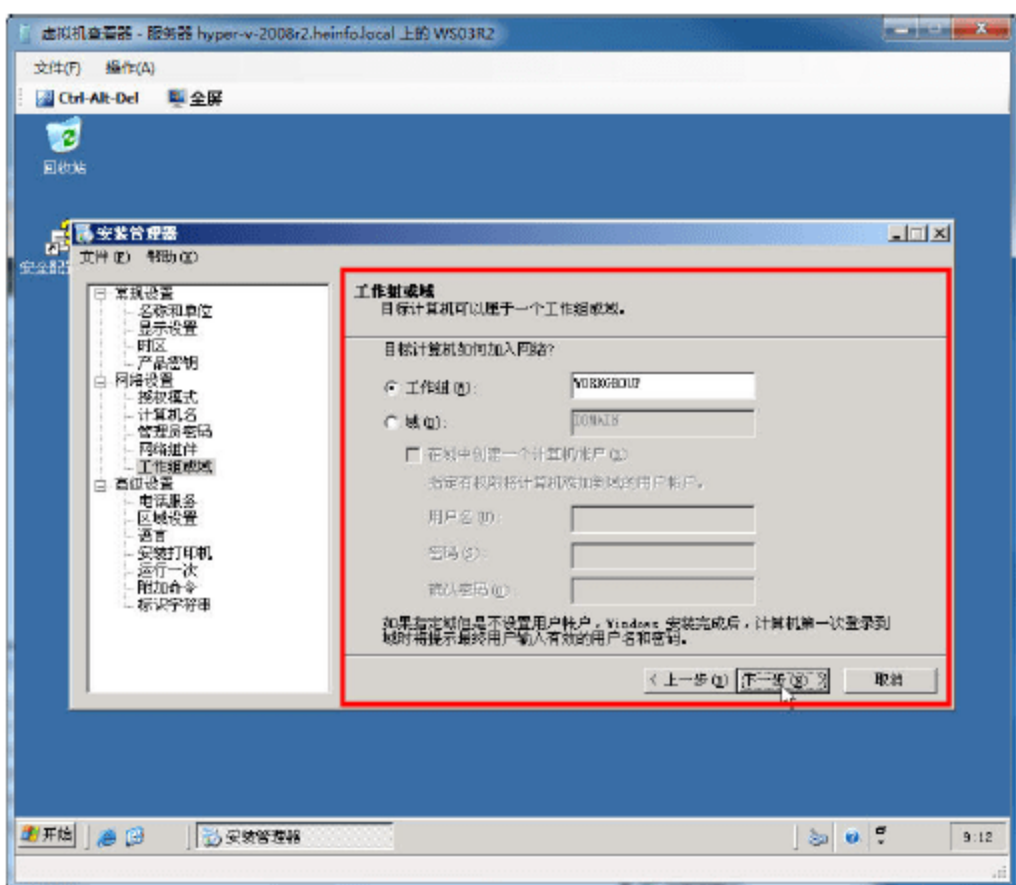 虚拟机查看器 - 服务器 hyper-v-2008r2.heinfo.local 上的 WS03R2
文件(F) 操作(A)
Ctrl-Alt-Del 全屏
回收站
安全配
安装管理器
文件(F) 帮助(X)
常规设置
名称和单位
显示设置
时区
产品密钥
网络设置
授权模式
计算机名
管理员密码
网络组件
工作组或域
高级设置
电话服务
区域设置
语言
安装打印机
运行一次
附加命令
标识字符串
工作组或域
目标计算机可以属于一个工作组或域。
目标计算机如何加入网络?
工作组
WORKGROUP
域
DOMAIN
在域中创建一个计算机帐户
指定有权限将计算机添加到域的用户帐户。
用户名(U):
密码(S):
确认密码
如果指定域但是不设置用户帐户，Windows 安装完成后，计算机第一次登录到
域时将提示最终用户输入有效的用户名和密码。
< 上一步 下一步 > 取消
开始 安装管理器 9:12